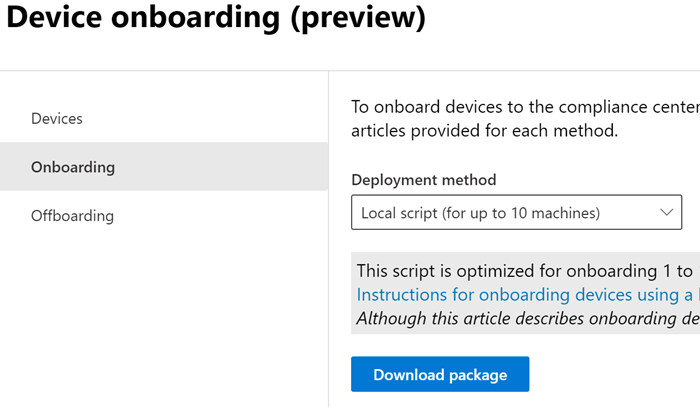 Device onboarding (preview)
Devices
Onboarding
Offboarding
To onboard devices to the compliance center
articles provided for each method.
Deployment method
Local script (for up to 10 machines)
This script is optimized for onboarding 1 to
Instructions for onboarding devices using a
Although this article describes onboarding de
Download package